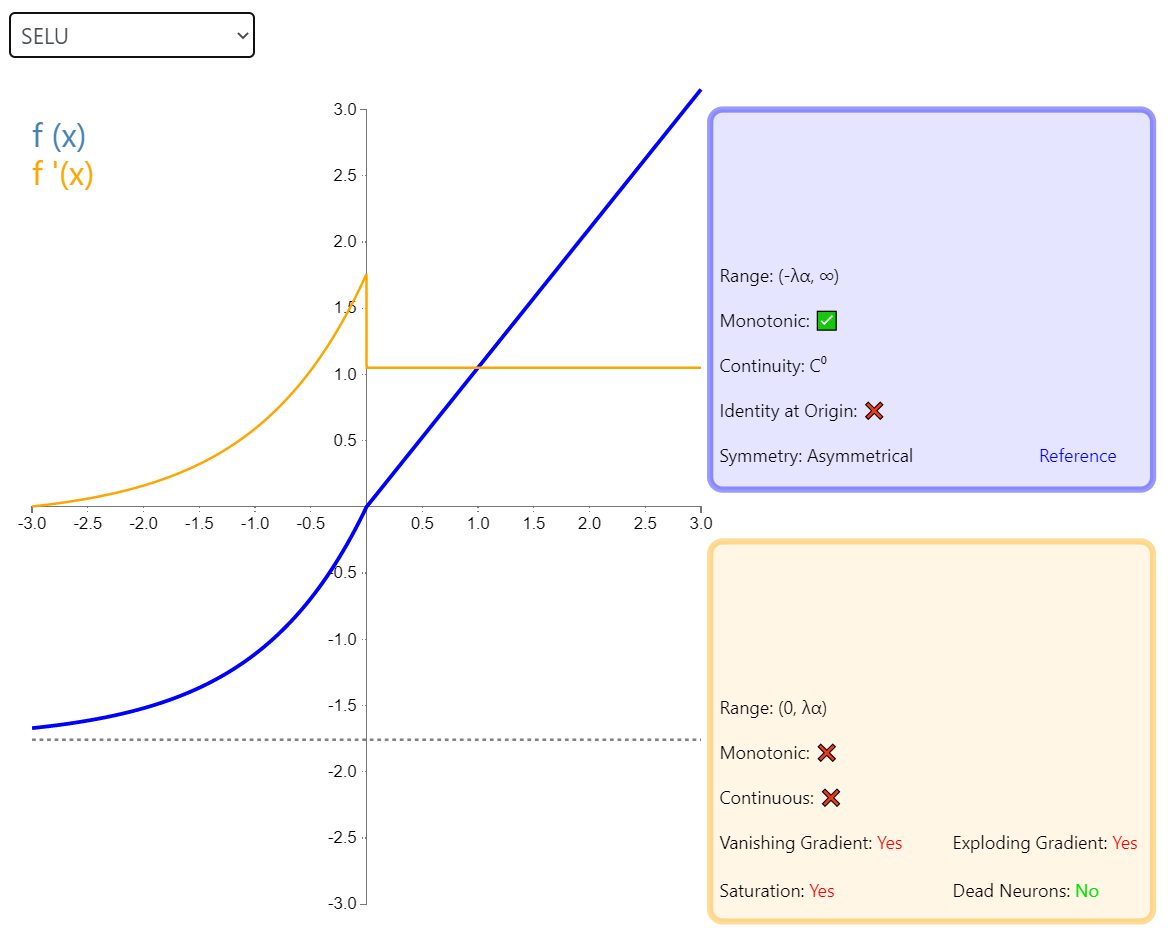 SELU
f (x)
f '(x)
3.0
2.5
2.0
1.5
1.0
0.5
-3.0 -2.5 -2.0 -1.5 -1.0 -0.5 0.5 1.0 1.5 2.0 2.5 3.0
-0.5
-1.0
-1.5
-2.0
-2.5
-3.0
Range: (-λα, ∞)
Monotonic: ✅
Continuity: C⁰
Identity at Origin: ❌
Symmetry: Asymmetrical Reference
Range: (0, λα)
Monotonic: ❌
Continuous: ❌
Vanishing Gradient: Yes Exploding Gradient: Yes
Saturation: Yes Dead Neurons: No